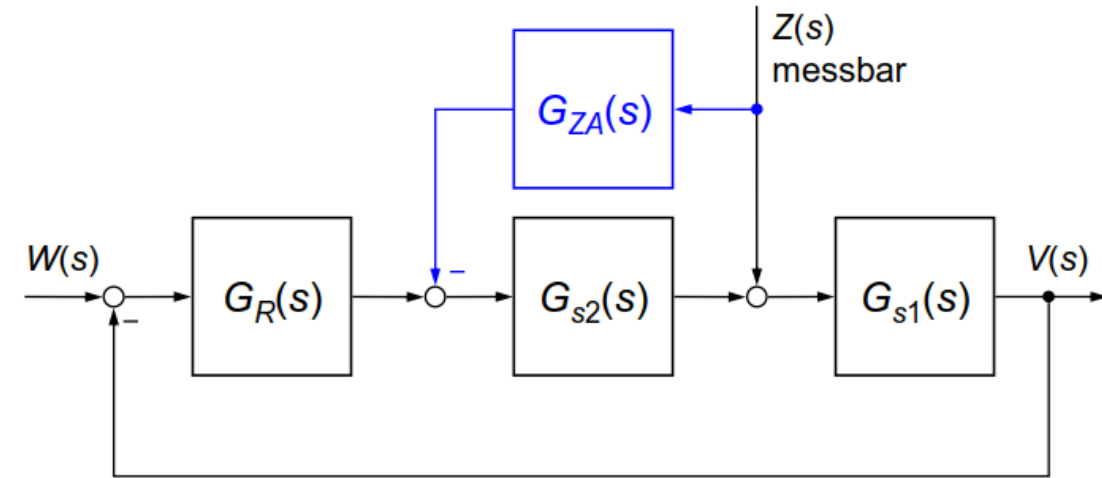 Z(s)
messbar
G_ZA(s)
W(s)
–
G_R(s)
–
G_s2(s)
G_s1(s)
V(s)